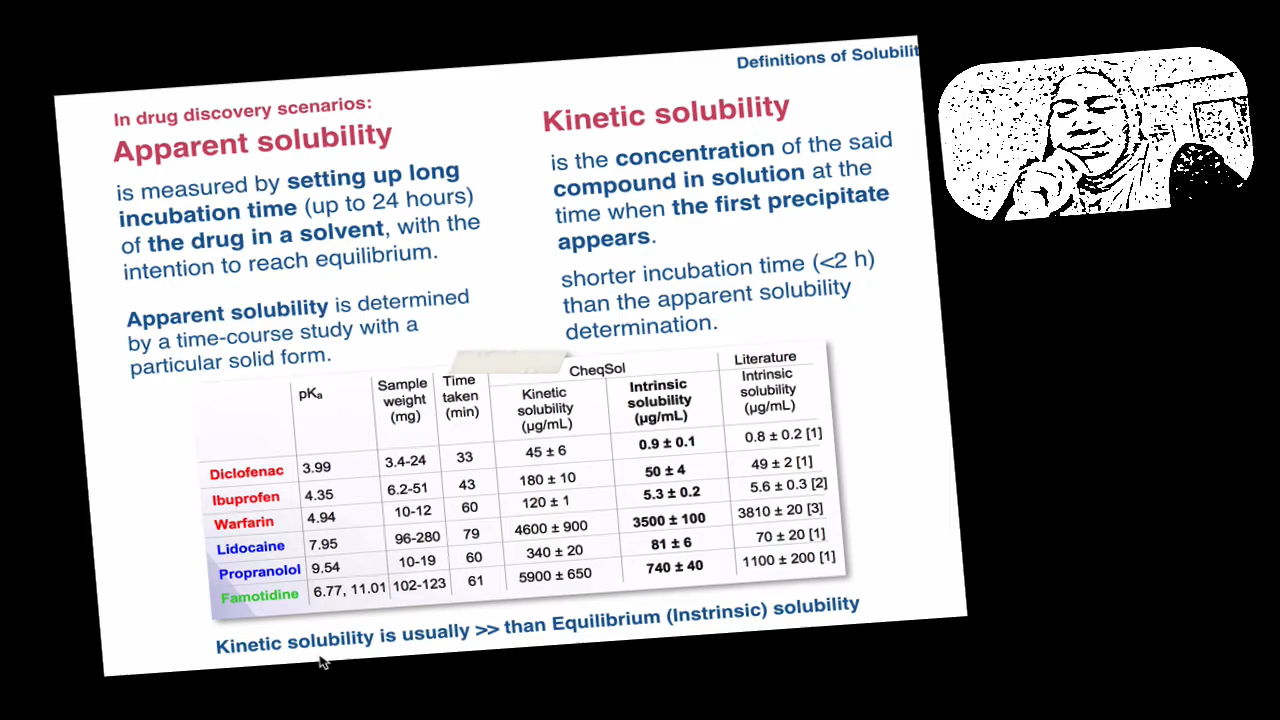 Definitions of Solubilit
In drug discovery scenarios:
Apparent solubility
is measured by setting up long
incubation time (up to 24 hours)
of the drug in a solvent, with the
intention to reach equilibrium.
Apparent solubility is determined
by a time-course study with a
particular solid form.
Kinetic solubility
is the concentration of the said
compound in solution at the
time when the first precipitate
appears.
shorter incubation time (<2 h)
than the apparent solubility
determination.
CheqSol Literature
pKa Sample weight (mg) Time taken (min) Kinetic solubility (µg/mL) Intrinsic solubility (µg/mL) Intrinsic solubility (µg/mL)
Diclofenac 3.99 3.4-24 33 45 ± 6 0.9 ± 0.1 0.8 ± 0.2 [1]
Ibuprofen 4.35 6.2-51 43 180 ± 10 50 ± 4 49 ± 2 [1]
Warfarin 4.94 10-12 60 120 ± 1 5.3 ± 0.2 5.6 ± 0.3 [2]
Lidocaine 7.95 96-280 79 4600 ± 900 3500 ± 100 3810 ± 20 [3]
Propranolol 9.54 10-19 60 340 ± 20 81 ± 6 70 ± 20 [1]
Famotidine 6.77, 11.01 102-123 61 5900 ± 650 740 ± 40 1100 ± 200 [1]
Kinetic solubility is usually >> than Equilibrium (Instrinsic) solubility